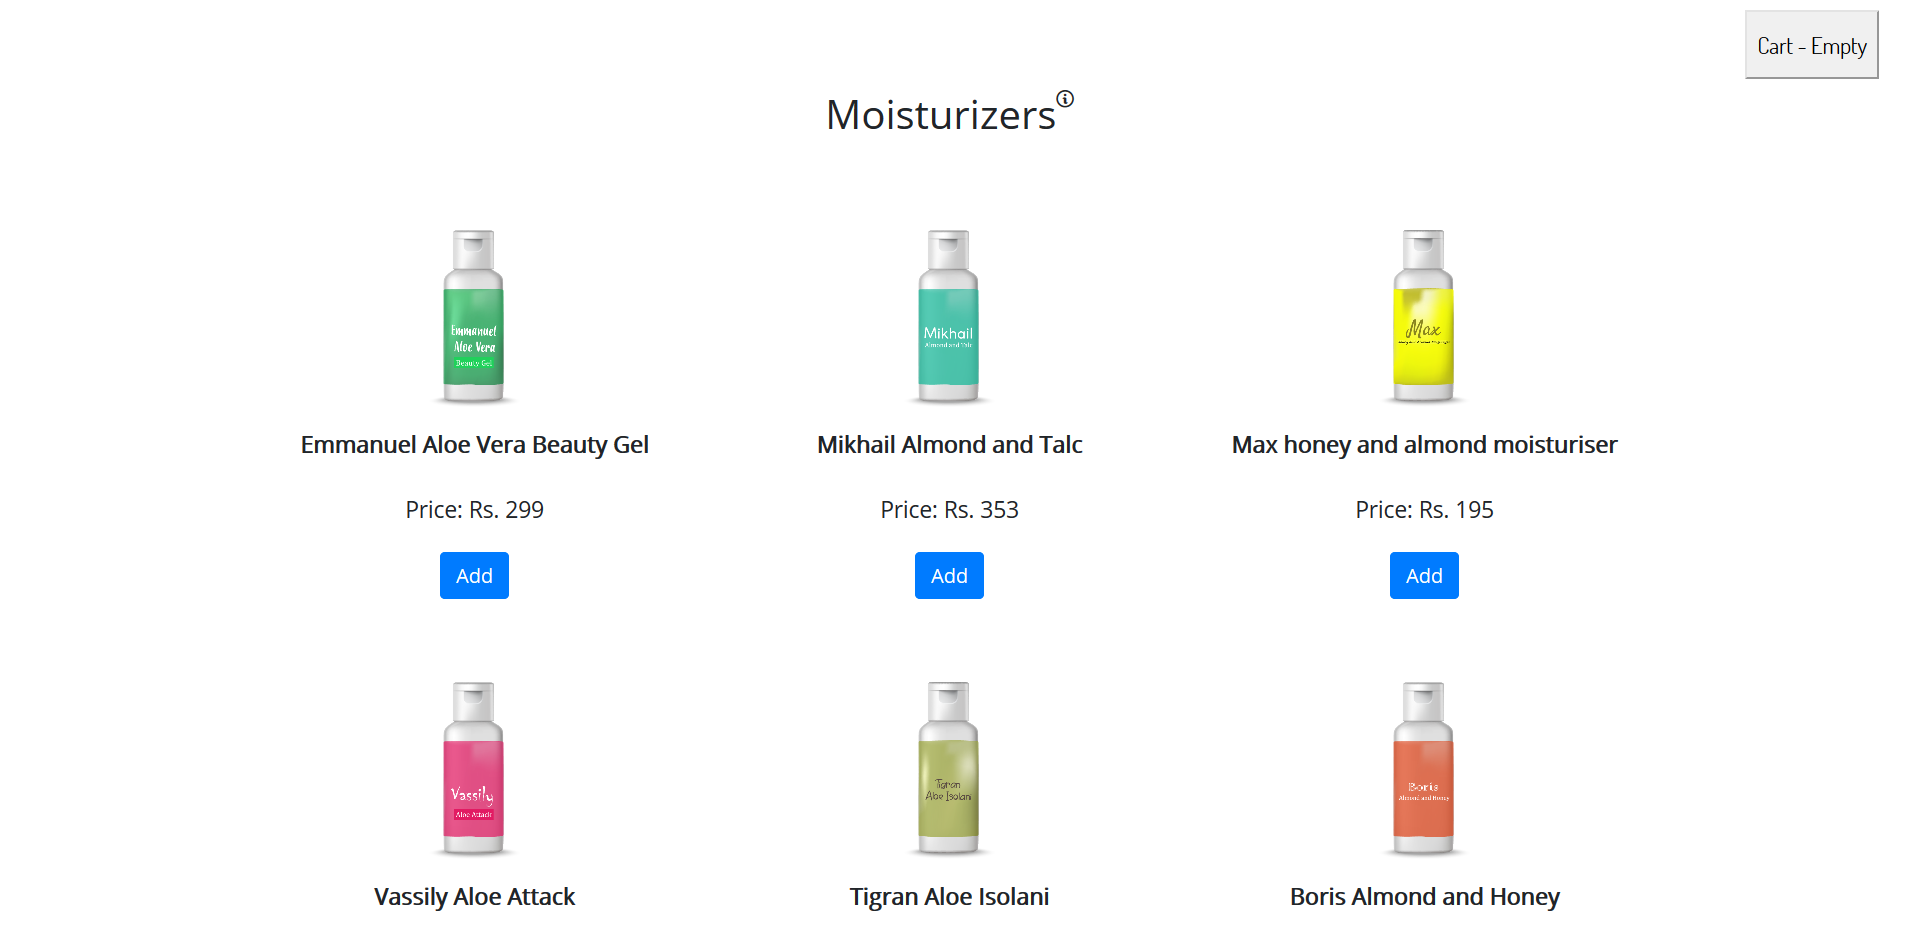 Cart - Empty
Moisturizers
Emmanuel
Aloe Vera
Beauty Gel
Mikhail
Almond and Talc
Max
Emmanuel Aloe Vera Beauty Gel
Mikhail Almond and Talc
Max honey and almond moisturiser
Price: Rs. 299
Price: Rs. 353
Price: Rs. 195
Add
Add
Add
Vassily
Aloe Attack
Tigran
Aloe Isolani
Boris
Almond and Honey
Vassily Aloe Attack
Tigran Aloe Isolani
Boris Almond and Honey